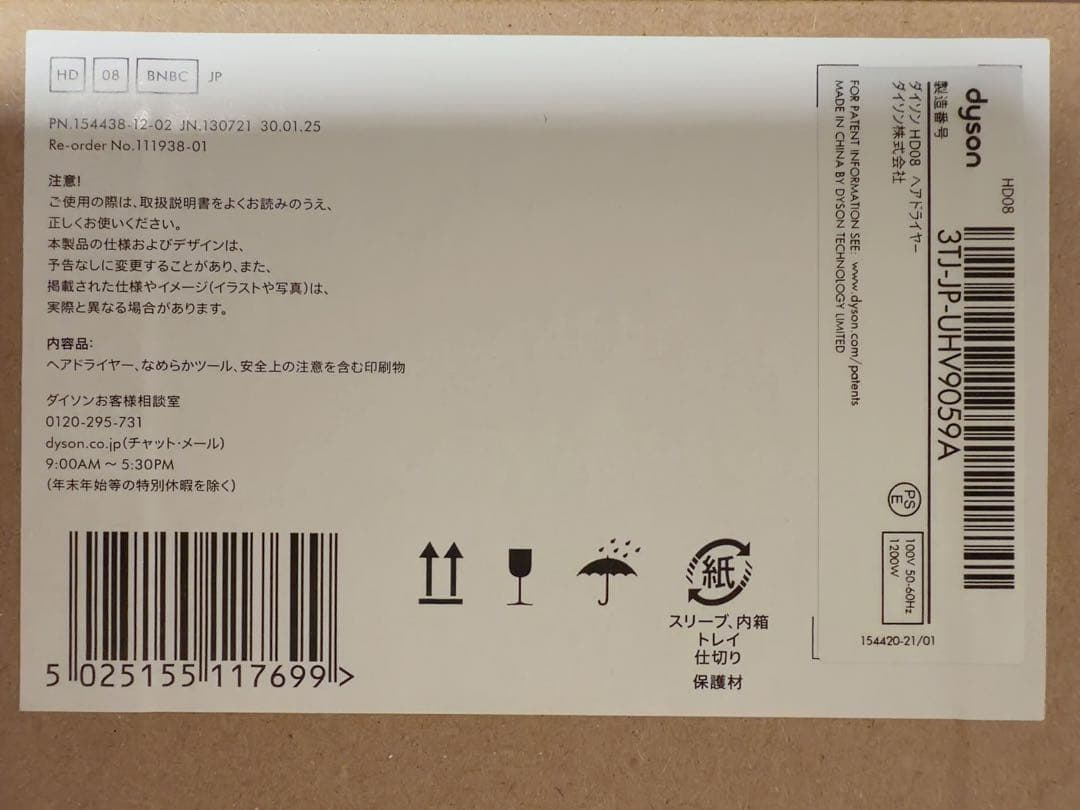 HD 08 BNBC JP
PN.154438-12-02 JN.130721 30.01.25
Re-order No.111938-01
注意!
ご使用の際は、取扱説明書をよくお読みのうえ、
正しくお使いください。
本製品の仕様およびデザインは、
予告なしに変更することがあり、また、
掲載された仕様やイメージ(イラストや写真)は、
実際と異なる場合があります。
内容品:
ヘアドライヤー、なめらかツール、安全上の注意を含む印刷物
ダイソンお客様相談室
0120-295-731
dyson.co.jp(チャット・メール)
9:00AM ~ 5:30PM
(年末年始等の特別休暇を除く)
5 025155 117699 >
紙
スリーブ、内箱
トレイ
仕切り
保護材
dyson HD08
製造番号 3TJ-JP-UHV9059A
ダイソン HD08 ヘアドライヤー
ダイソン株式会社
PS E
100V 50-60Hz
1200W
FOR PATENT INFORMATION SEE: www.dyson.com/patents
MADE IN CHINA BY DYSON TECHNOLOGY LIMITED
154420-21/01